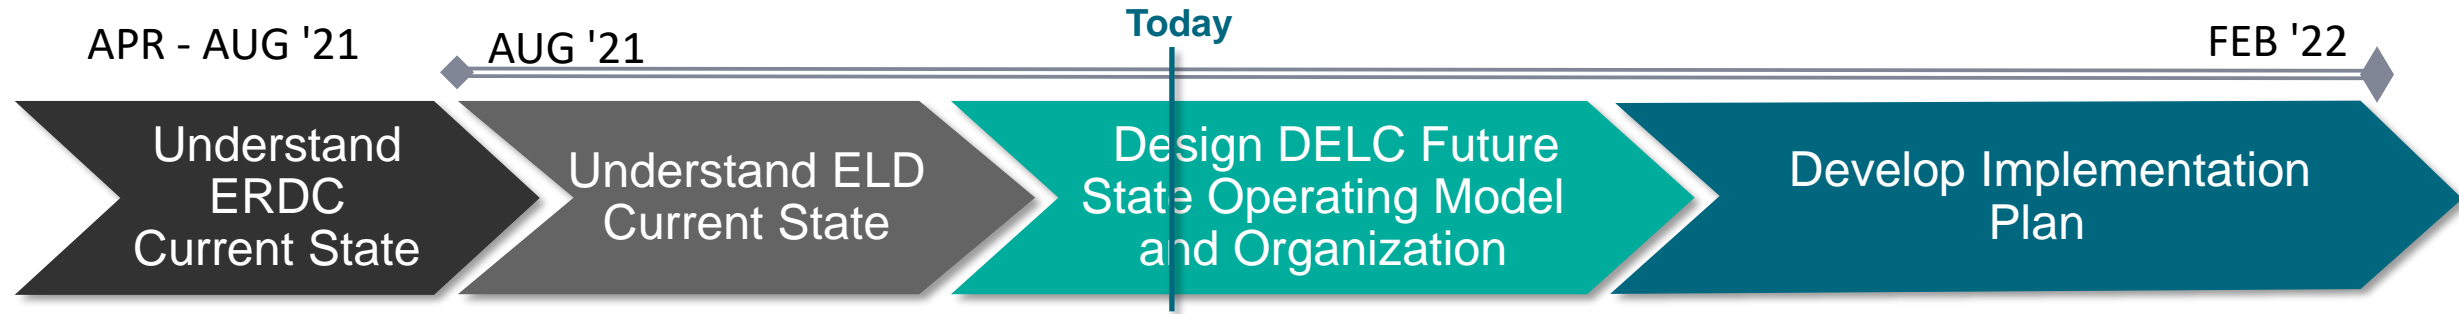 Today
APR - AUG '21
AUG '21
FEB '22
Understand
ERDC
Current State
Understand ELD
Current State
Design DELC Future
State Operating Model
and Organization
Develop Implementation
Plan